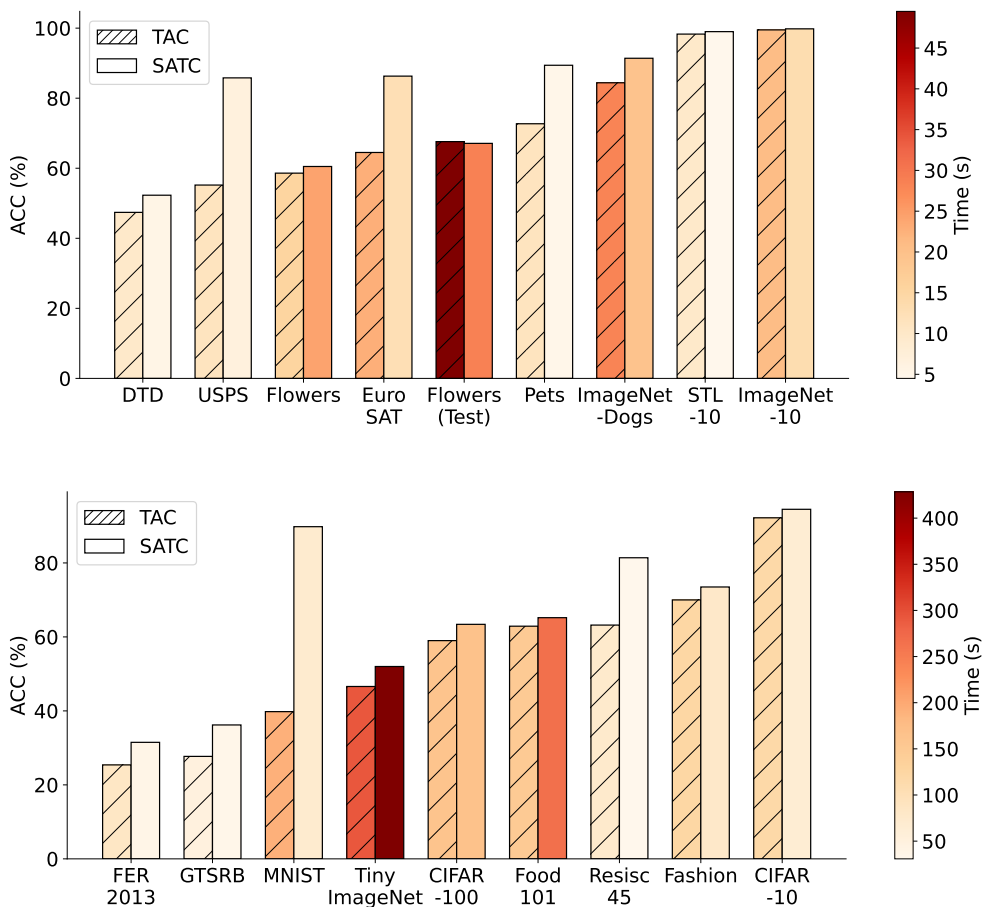 100
80
60
40
20
0
ACC (%)
TAC
SATC
DTD USPS Flowers Euro SAT Flowers (Test) Pets ImageNet -Dogs STL -10 ImageNet -10
45
40
35
30
25
20
15
10
5
Time (s)
80
60
40
20
0
ACC (%)
TAC
SATC
FER 2013 GTSRB MNIST Tiny ImageNet CIFAR -100 Food 101 Resisc 45 Fashion CIFAR -10
400
350
300
250
200
150
100
50
Time (s)